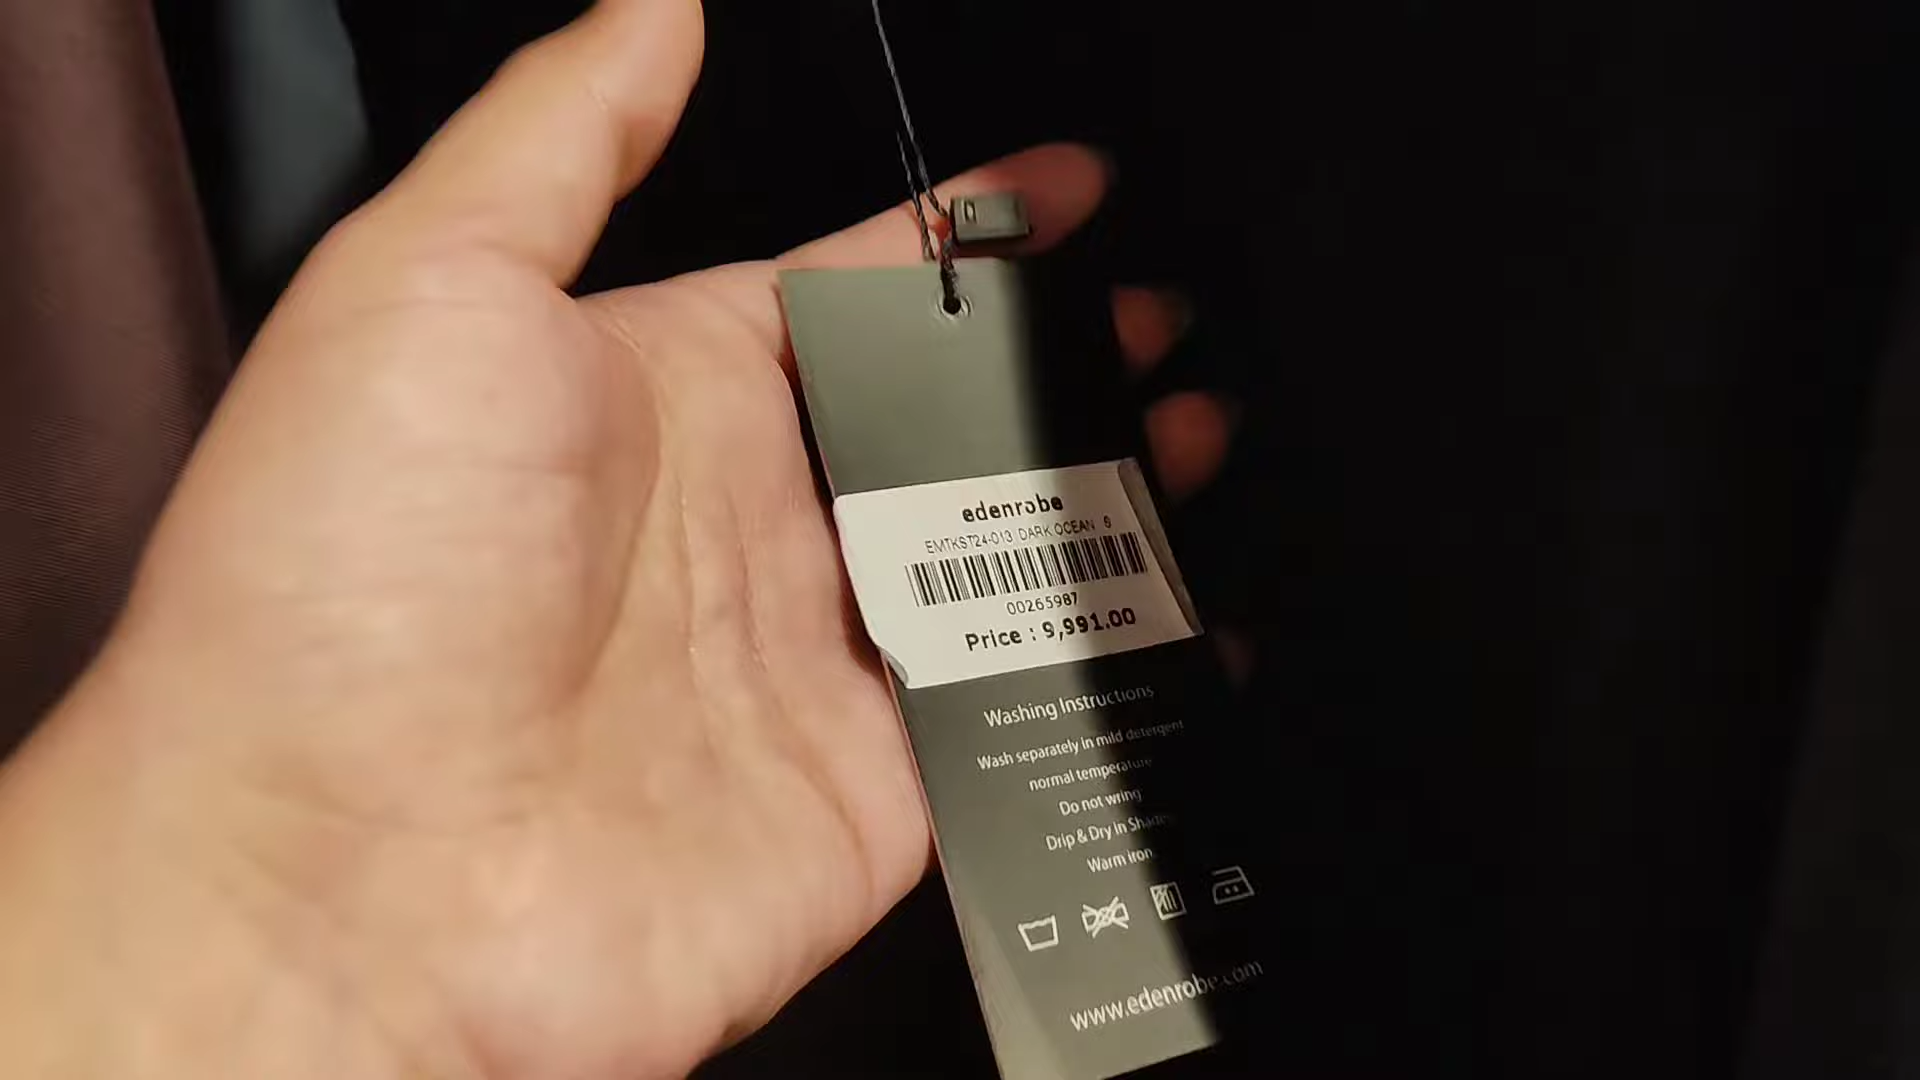 edenrobe
EMTKST24-013 DARK OCEAN S
00265987
Price : 9,991.00
Washing Instructions
Wash separately in mild detergent
normal temperature
Do not wring
Drip & Dry in Shade
Warm iron
www.edenrobe.com